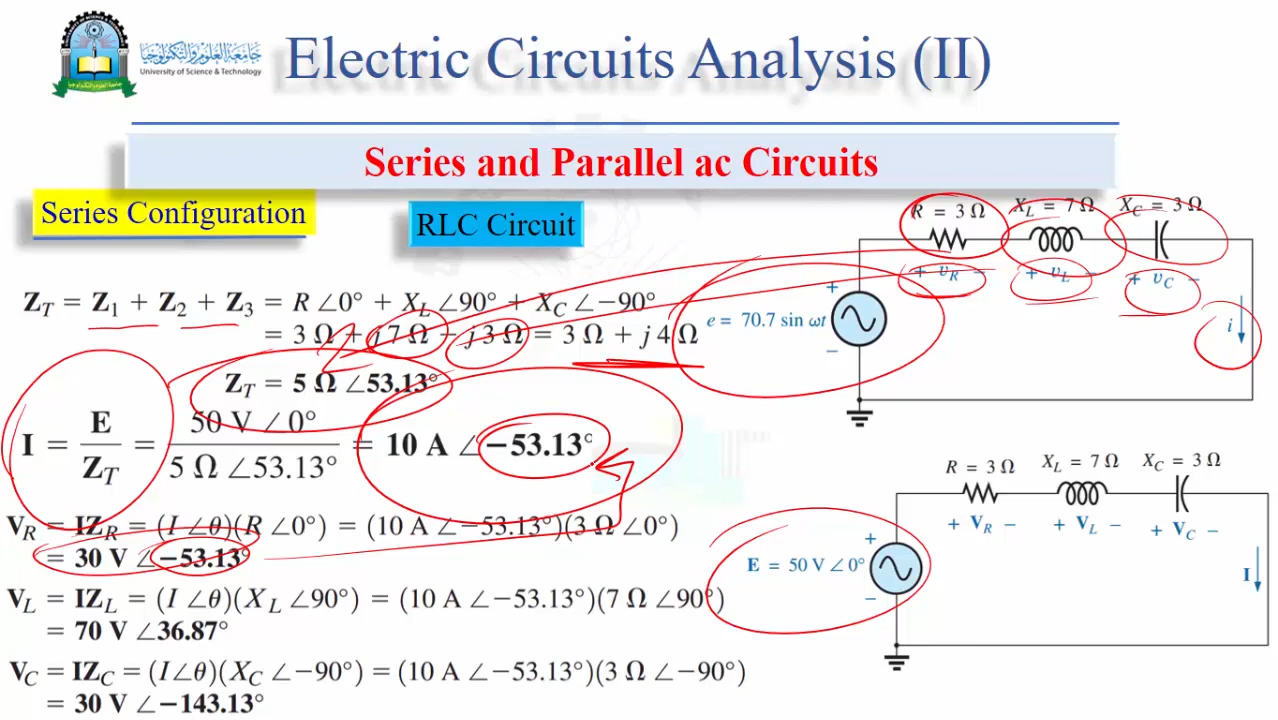 جامعة العلوم والتكنولوجيا
University of Science & Technology
Electric Circuits Analysis (II)
Series and Parallel ac Circuits
Series Configuration
RLC Circuit
Z_T = Z_1 + Z_2 + Z_3 = R ∠0° + X_L ∠90° + X_C ∠−90°
= 3 Ω + j 7 Ω − j 3 Ω = 3 Ω + j 4 Ω
Z_T = 5 Ω ∠53.13°
I = E / Z_T = 50 V ∠0° / 5 Ω ∠53.13° = 10 A ∠−53.13°
V_R = IZ_R = (I ∠θ)(R ∠0°) = (10 A ∠−53.13°)(3 Ω ∠0°)
= 30 V ∠−53.13°
V_L = IZ_L = (I ∠θ)(X_L ∠90°) = (10 A ∠−53.13°)(7 Ω ∠90°)
= 70 V ∠36.87°
V_C = IZ_C = (I∠θ)(X_C ∠−90°) = (10 A ∠−53.13°)(3 Ω ∠−90°)
= 30 V ∠−143.13°
R = 3 Ω X_L = 7 Ω X_C = 3 Ω
+ v_R − + v_L − + v_C −
+
e = 70.7 sin ωt
−
i
R = 3 Ω X_L = 7 Ω X_C = 3 Ω
+ V_R − + V_L − + V_C −
+
E = 50 V ∠ 0°
−
I